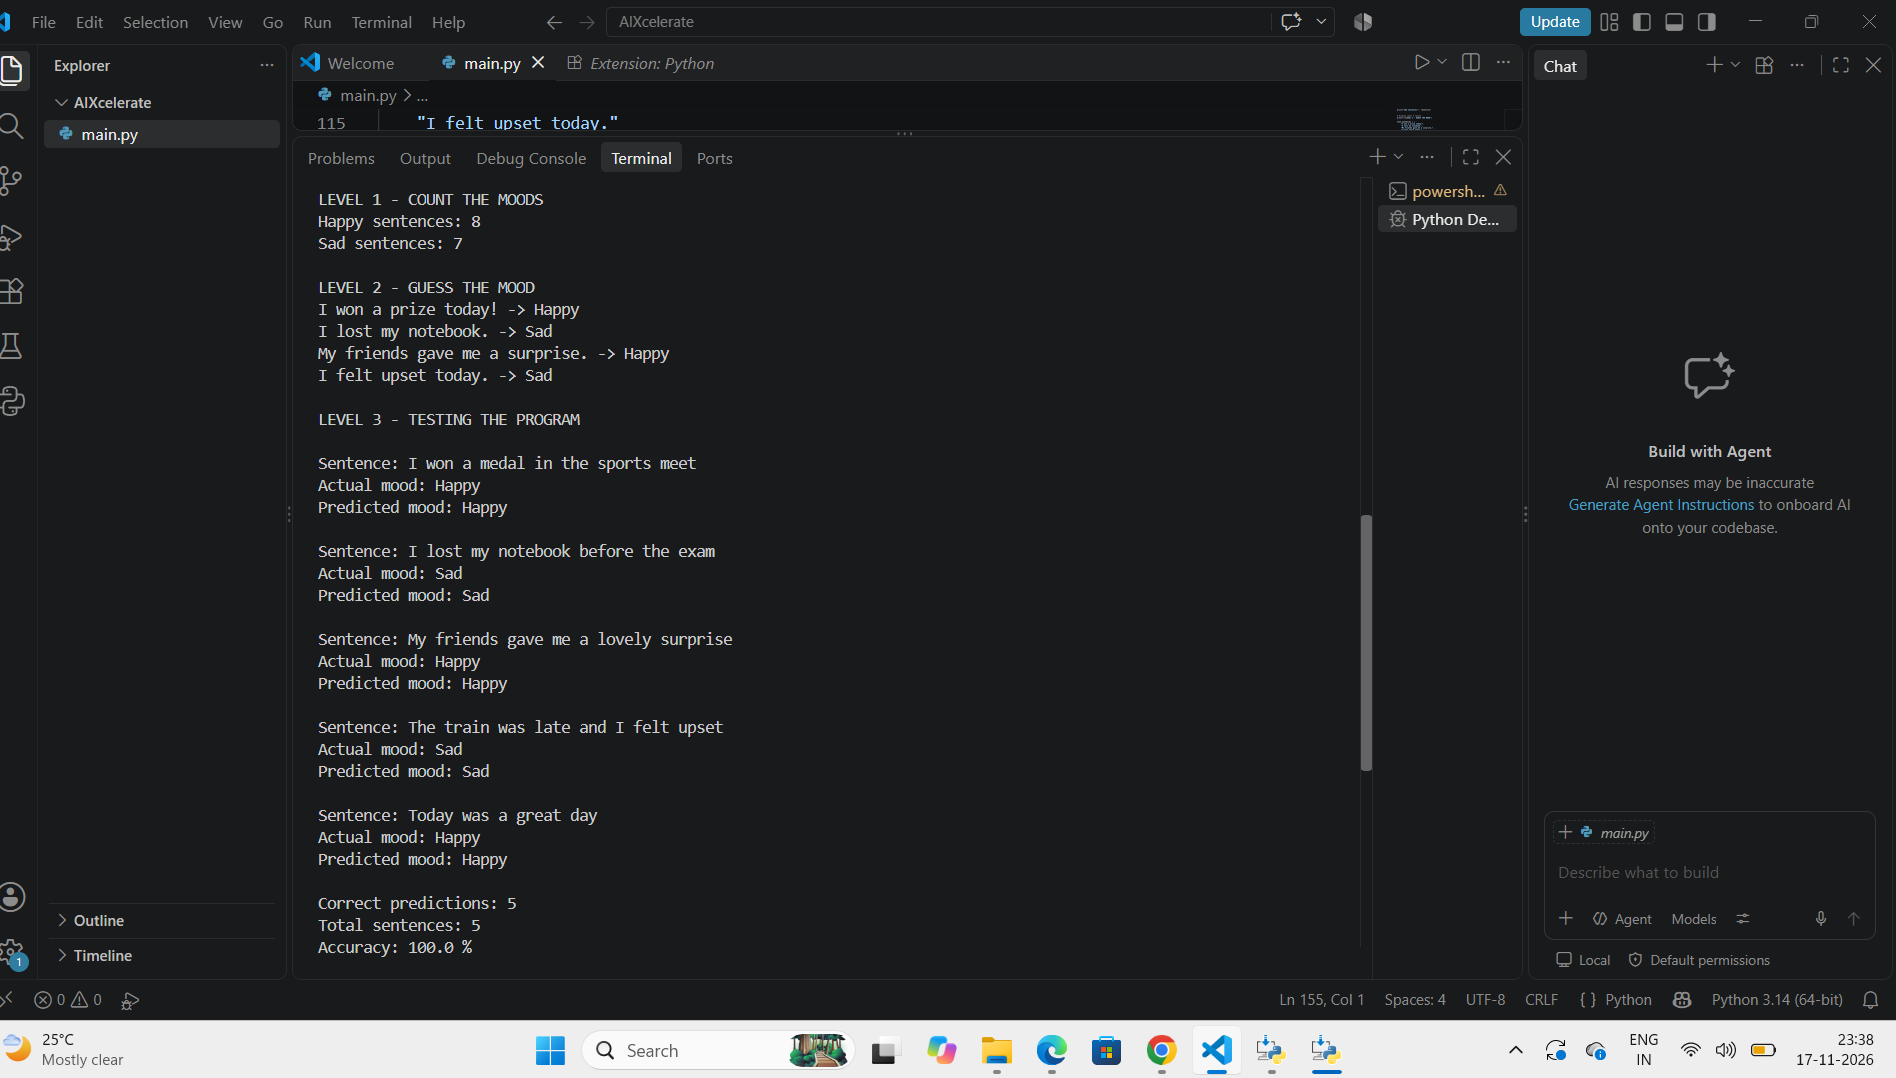 File Edit Selection View Go Run Terminal Help
AIXcelerate
Update
Explorer
AIXcelerate
main.py
Outline
Timeline
1
Welcome
main.py
Extension: Python
main.py > ...
115 "I felt upset today."
Problems Output Debug Console Terminal Ports
powersh...
Python De...
LEVEL 1 - COUNT THE MOODS
Happy sentences: 8
Sad sentences: 7
LEVEL 2 - GUESS THE MOOD
I won a prize today! -> Happy
I lost my notebook. -> Sad
My friends gave me a surprise. -> Happy
I felt upset today. -> Sad
LEVEL 3 - TESTING THE PROGRAM
Sentence: I won a medal in the sports meet
Actual mood: Happy
Predicted mood: Happy
Sentence: I lost my notebook before the exam
Actual mood: Sad
Predicted mood: Sad
Sentence: My friends gave me a lovely surprise
Actual mood: Happy
Predicted mood: Happy
Sentence: The train was late and I felt upset
Actual mood: Sad
Predicted mood: Sad
Sentence: Today was a great day
Actual mood: Happy
Predicted mood: Happy
Correct predictions: 5
Total sentences: 5
Accuracy: 100.0 %
Chat
Build with Agent
AI responses may be inaccurate
Generate Agent Instructions to onboard AI
onto your codebase.
main.py
Describe what to build
Agent Models
Local Default permissions
0 0
Ln 155, Col 1 Spaces: 4 UTF-8 CRLF {} Python Python 3.14 (64-bit)
25°C
Mostly clear
Search
ENG
IN
23:38
17-11-2026